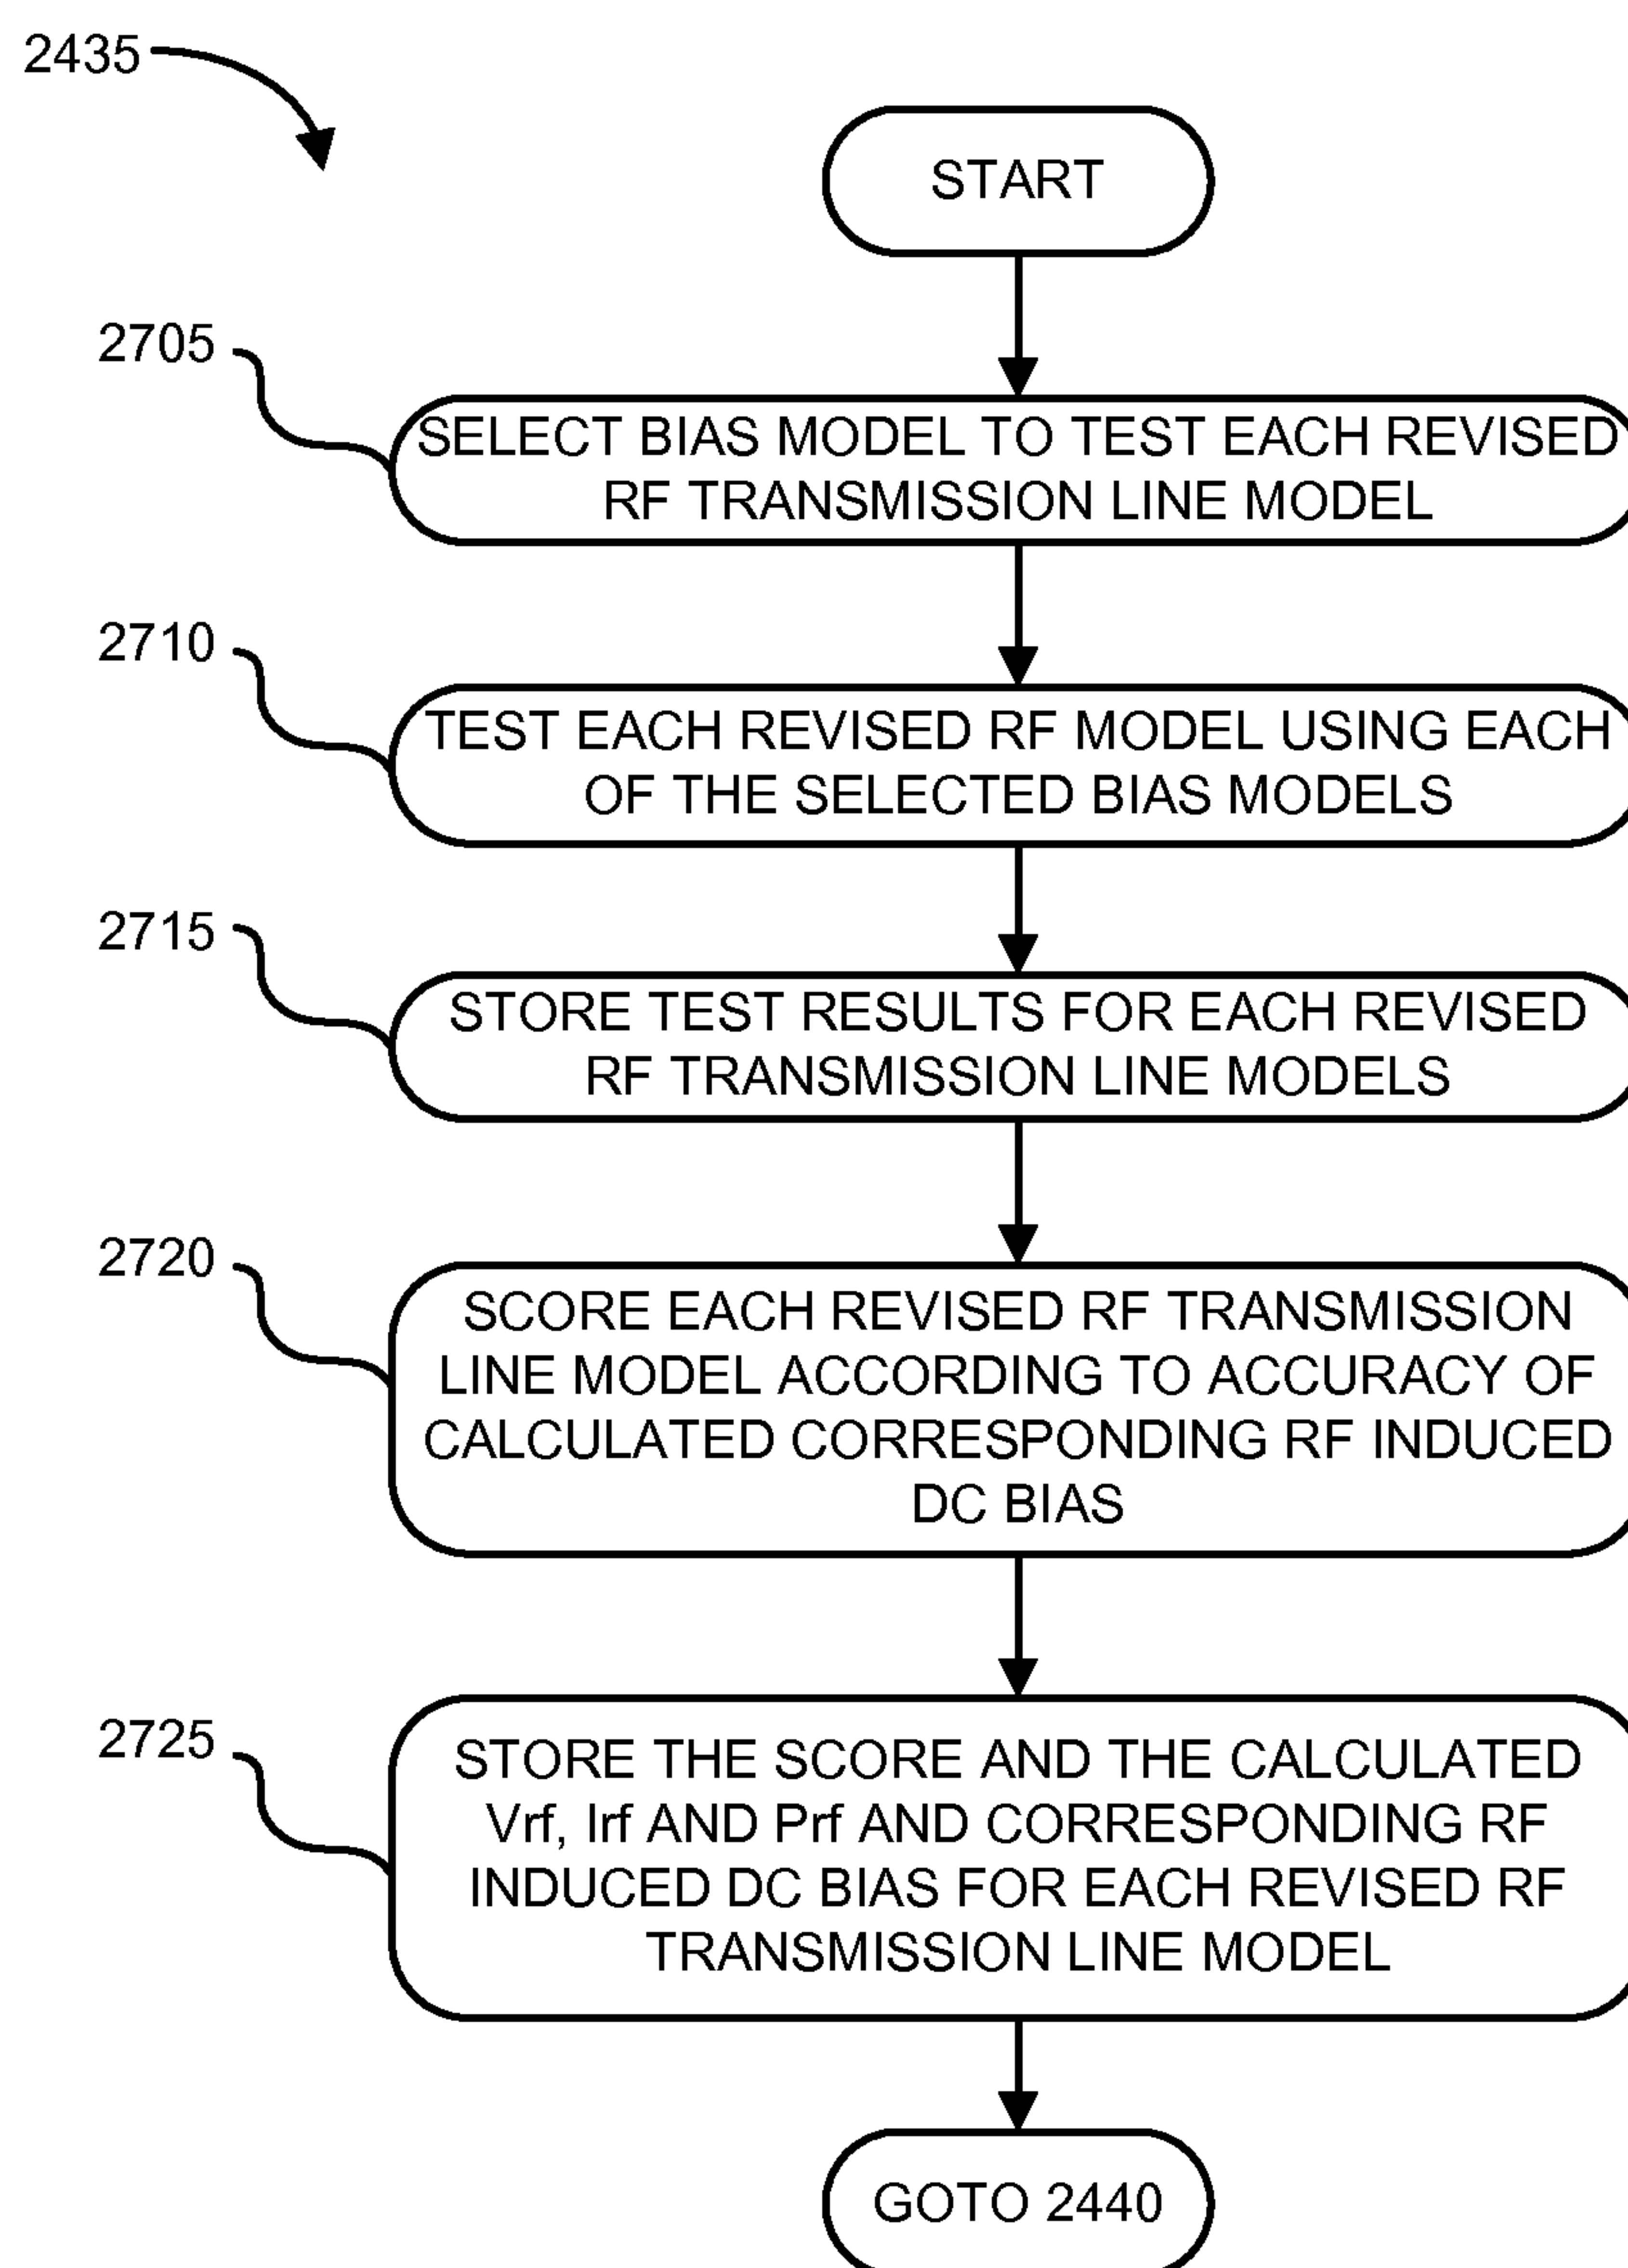 2435
START
2705
SELECT BIAS MODEL TO TEST EACH REVISED
RF TRANSMISSION LINE MODEL
2710
TEST EACH REVISED RF MODEL USING EACH
OF THE SELECTED BIAS MODELS
2715
STORE TEST RESULTS FOR EACH REVISED
RF TRANSMISSION LINE MODELS
2720
SCORE EACH REVISED RF TRANSMISSION
LINE MODEL ACCORDING TO ACCURACY OF
CALCULATED CORRESPONDING RF INDUCED
DC BIAS
2725
STORE THE SCORE AND THE CALCULATED
Vrf, Irf AND Prf AND CORRESPONDING RF
INDUCED DC BIAS FOR EACH REVISED RF
TRANSMISSION LINE MODEL
GOTO 2440